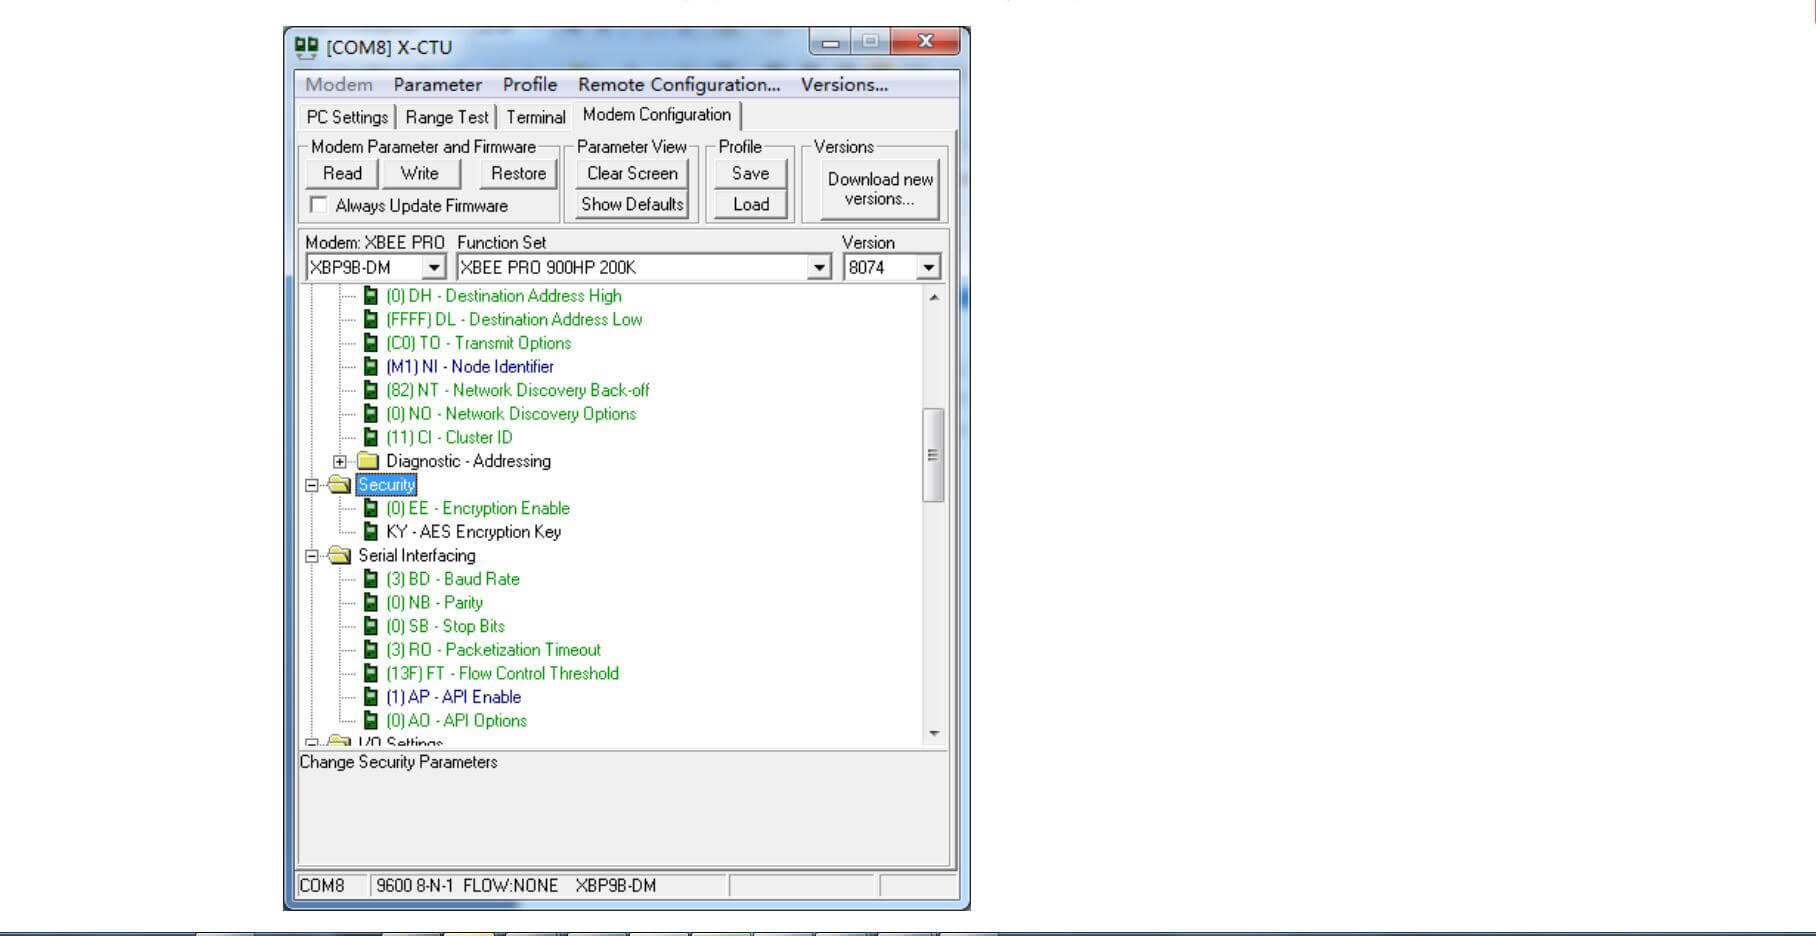 [COM8] X-CTU
Modem Parameter Profile Remote Configuration... Versions...
PC Settings Range Test Terminal Modem Configuration
Modem Parameter and Firmware Parameter View Profile Versions
Read Write Restore Clear Screen Save Download new versions...
Always Update Firmware Show Defaults Load
Modem: XBEE PRO Function Set Version
XBP9B-DM XBEE PRO 900HP 200K 8074
(0) DH - Destination Address High
(FFFF) DL - Destination Address Low
(C0) TO - Transmit Options
(M1) NI - Node Identifier
(82) NT - Network Discovery Back-off
(0) NO - Network Discovery Options
(11) CI - Cluster ID
Diagnostic - Addressing
Security
(0) EE - Encryption Enable
KY - AES Encryption Key
Serial Interfacing
(3) BD - Baud Rate
(0) NB - Parity
(0) SB - Stop Bits
(3) RO - Packetization Timeout
(13F) FT - Flow Control Threshold
(1) AP - API Enable
(0) AO - API Options
I/O Settings
Change Security Parameters
COM8 9600 8-N-1 FLOW:NONE XBP9B-DM